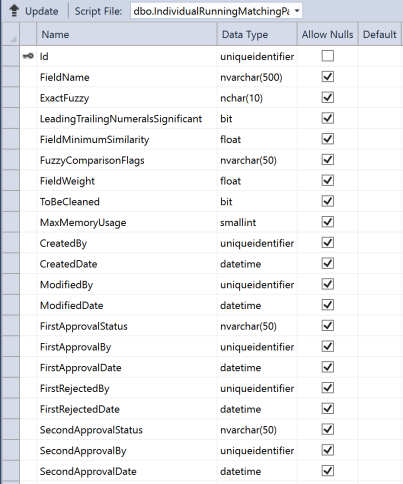 Update Script File: dbo.IndividualRunningMatchingPa
Name Data Type Allow Nulls Default
Id uniqueidentifier
FieldName nvarchar(500)
ExactFuzzy nchar(10)
LeadingTrailingNumeralsSignificant bit
FieldMinimumSimilarity float
FuzzyComparisonFlags nvarchar(50)
FieldWeight float
ToBeCleaned bit
MaxMemoryUsage smallint
CreatedBy uniqueidentifier
CreatedDate datetime
ModifiedBy uniqueidentifier
ModifiedDate datetime
FirstApprovalStatus nvarchar(50)
FirstApprovalBy uniqueidentifier
FirstApprovalDate datetime
FirstRejectedBy uniqueidentifier
FirstRejectedDate datetime
SecondApprovalStatus nvarchar(50)
SecondApprovalBy uniqueidentifier
SecondApprovalDate datetime